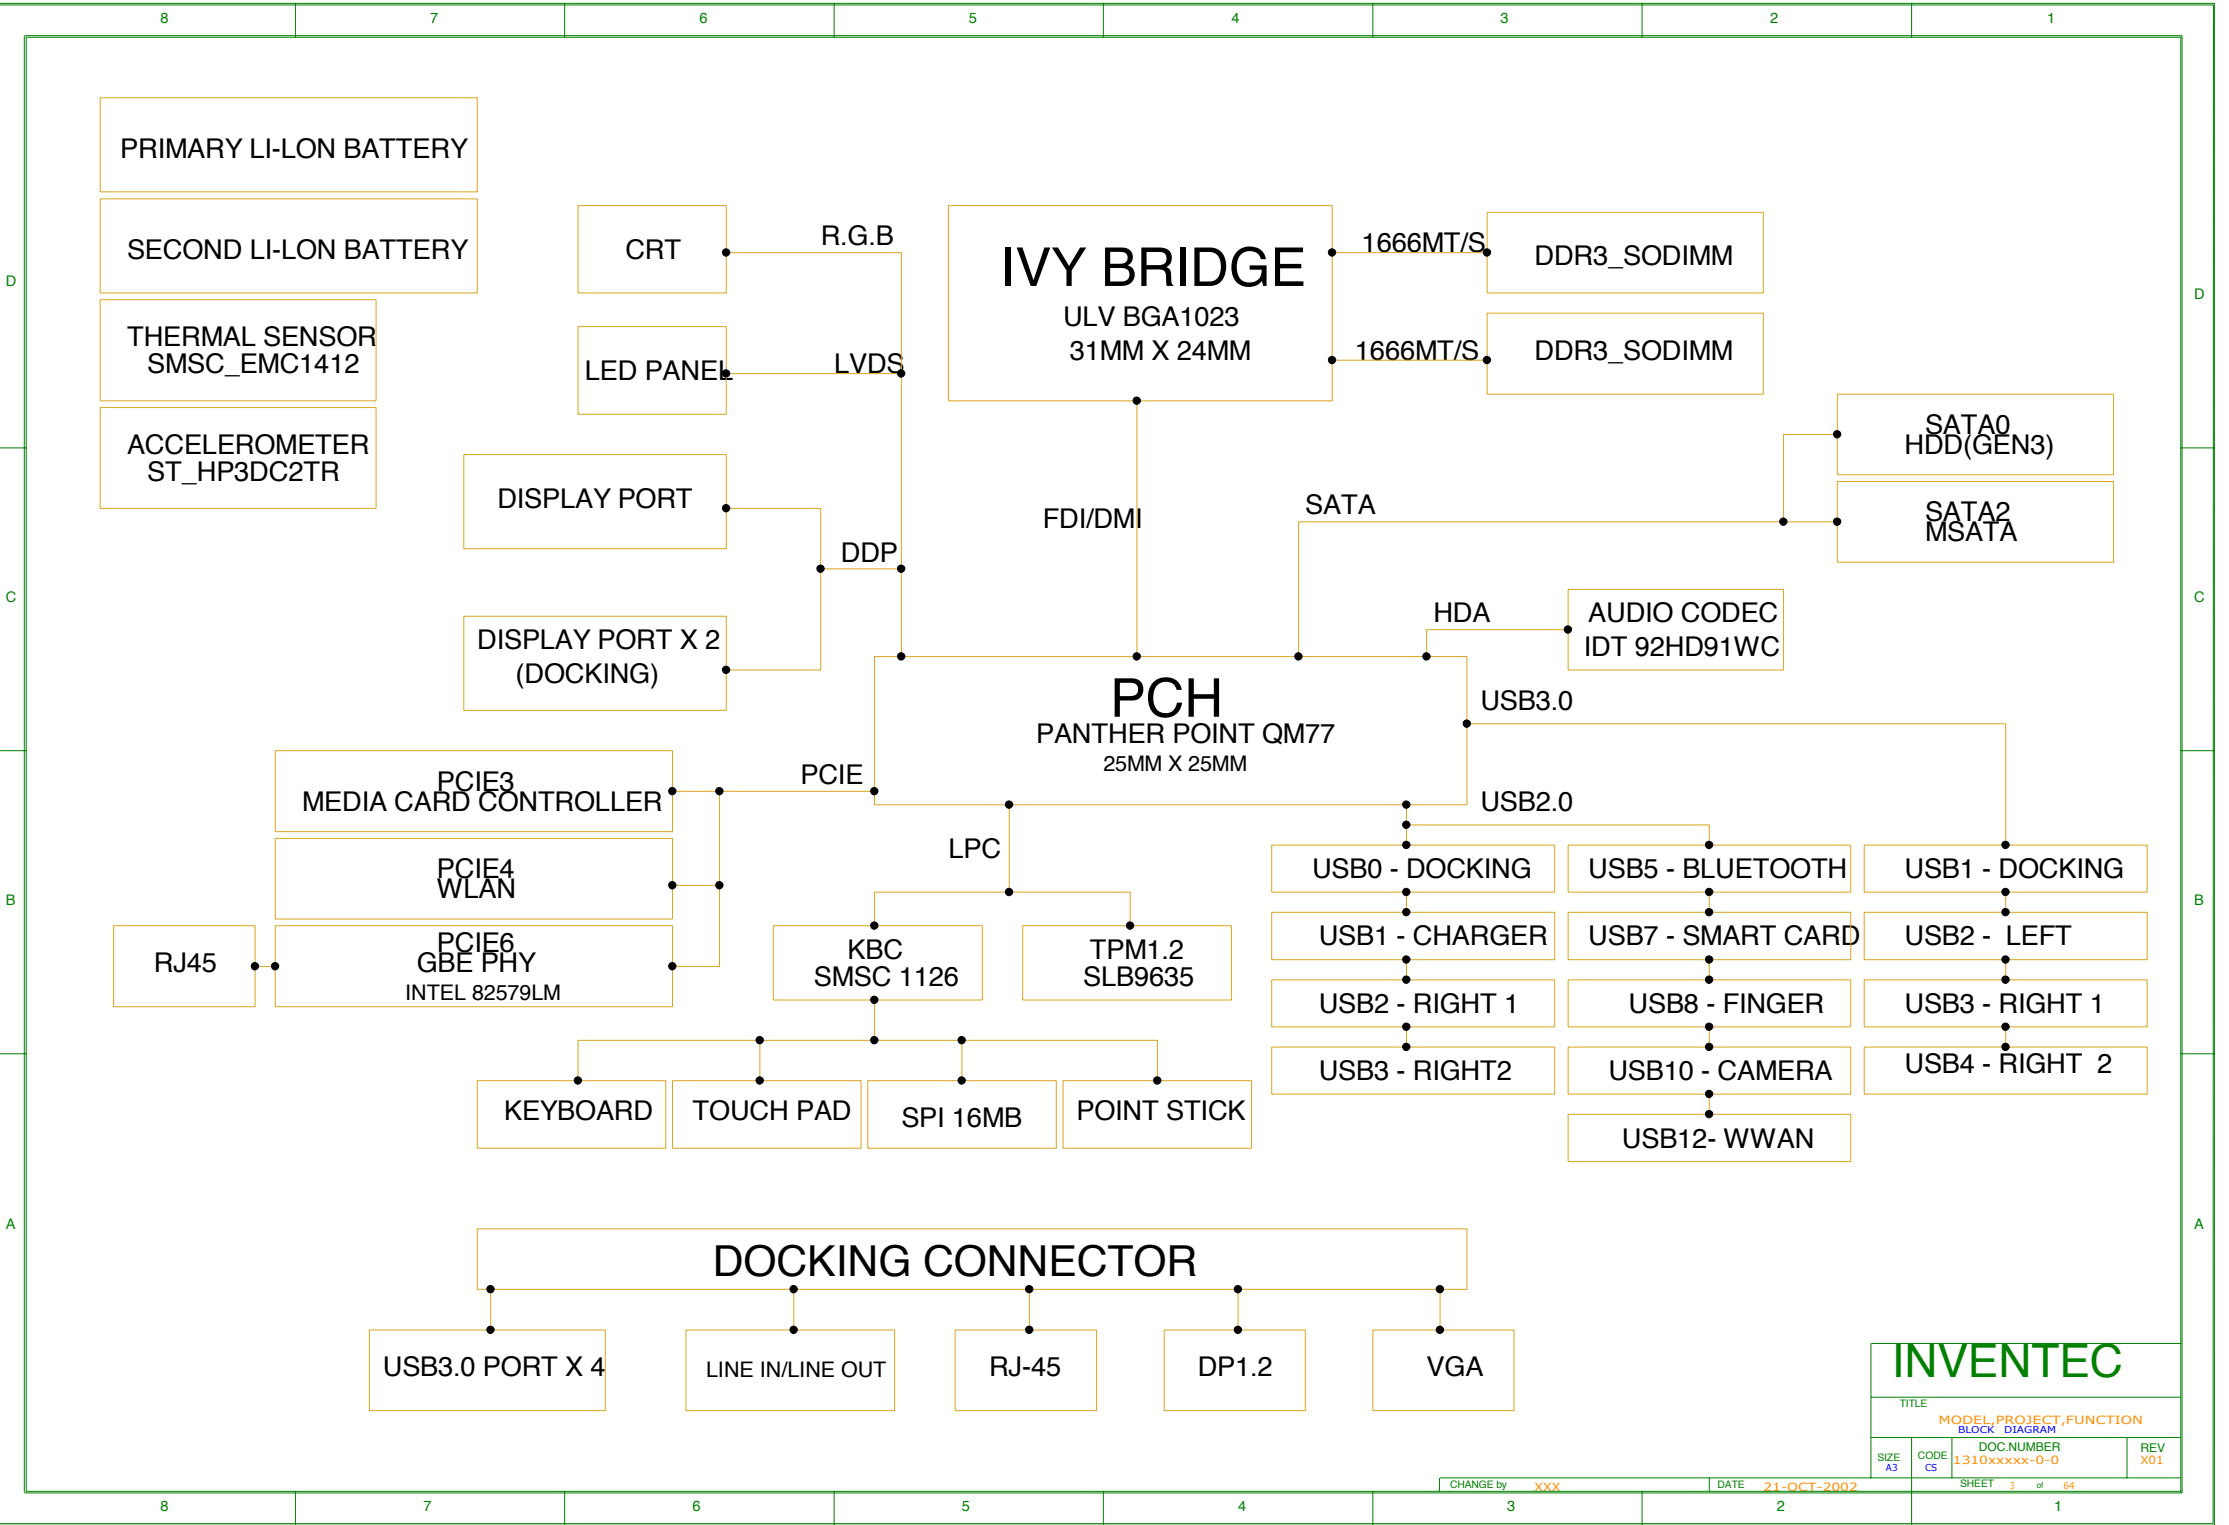 8 7 6 5 4 3 2 1
PRIMARY LI-LON BATTERY
SECOND LI-LON BATTERY
THERMAL SENSOR
SMSC_EMC1412
ACCELEROMETER
ST_HP3DC2TR
CRT
R.G.B
LED PANEL
LVDS
DISPLAY PORT
DDP
DISPLAY PORT X 2
(DOCKING)
IVY BRIDGE
ULV BGA1023
31MM X 24MM
1666MT/S
DDR3_SODIMM
1666MT/S
DDR3_SODIMM
FDI/DMI
SATA
SATA0
HDD(GEN3)
SATA2
MSATA
HDA
AUDIO CODEC
IDT 92HD91WC
PCH
PANTHER POINT QM77
25MM X 25MM
USB3.0
USB2.0
PCIE
PCIE3
MEDIA CARD CONTROLLER
PCIE4
WLAN
PCIE6
GBE PHY
INTEL 82579LM
RJ45
LPC
KBC
SMSC 1126
TPM1.2
SLB9635
KEYBOARD
TOUCH PAD
SPI 16MB
POINT STICK
USB0 - DOCKING
USB1 - CHARGER
USB2 - RIGHT 1
USB3 - RIGHT2
USB5 - BLUETOOTH
USB7 - SMART CARD
USB8 - FINGER
USB10 - CAMERA
USB12- WWAN
USB1 - DOCKING
USB2 - LEFT
USB3 - RIGHT 1
USB4 - RIGHT 2
DOCKING CONNECTOR
USB3.0 PORT X 4
LINE IN/LINE OUT
RJ-45
DP1.2
VGA
D
D
C
C
B
B
A
A
INVENTEC
TITLE
MODEL,PROJECT,FUNCTION
BLOCK DIAGRAM
SIZE
A3
CODE
CS
DOC.NUMBER
1310xxxxx-0-0
REV
X01
CHANGE by XXX
DATE 21-OCT-2002
SHEET 3 of 64
8 7 6 5 4 3 2 1